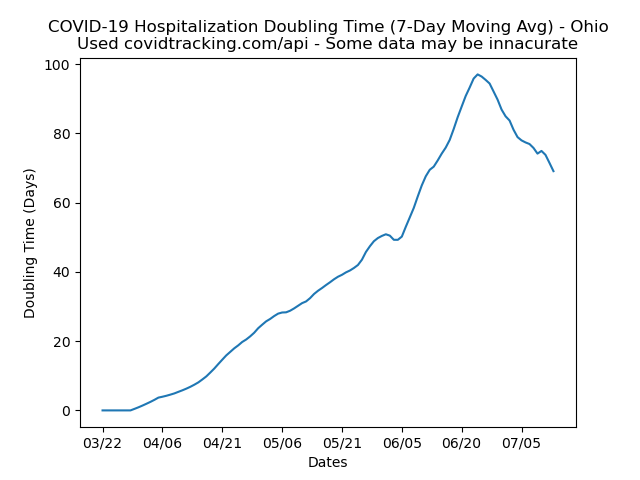 COVID-19 Hospitalization Doubling Time (7-Day Moving Avg) - Ohio
Used covidtracking.com/api - Some data may be innacurate
100
80
60
40
20
0
Doubling Time (Days)
03/22 04/06 04/21 05/06 05/21 06/05 06/20 07/05
Dates